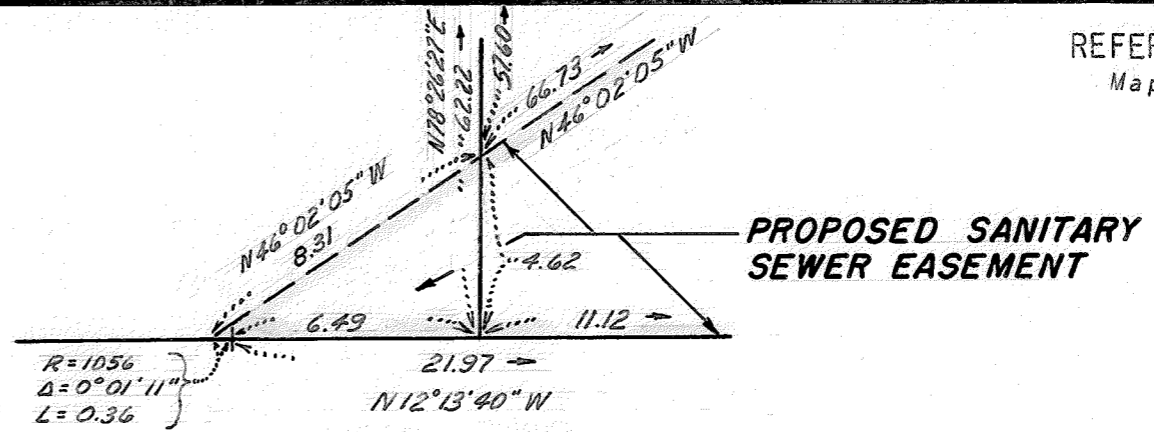 REFER
Map
N78°26'27"E →
62.22
57.60 →
66.73 →
N46°02'05"W
N46°02'05"W
8.31
PROPOSED SANITARY
SEWER EASEMENT
4.62
6.49
11.12 →
R=1056
Δ=0°01'11"
L=0.36
21.97 →
N12°13'40"W